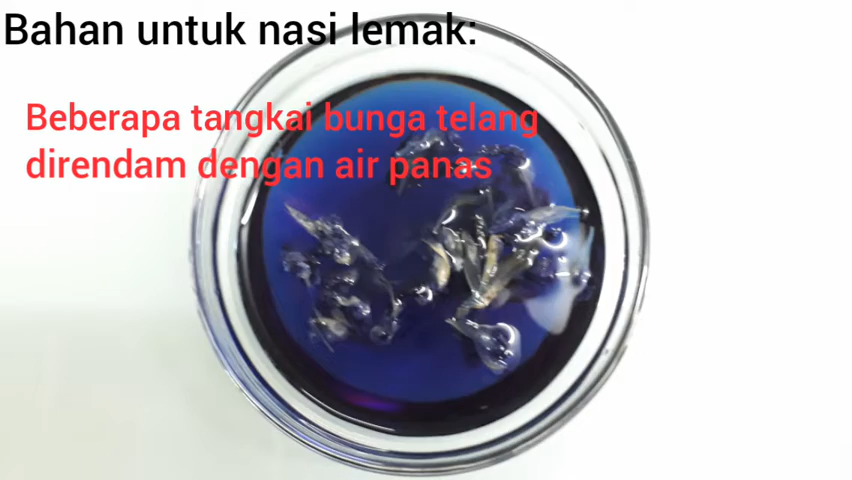 Bahan untuk nasi lemak:
Beberapa tangkai bunga telang
direndam dengan air panas